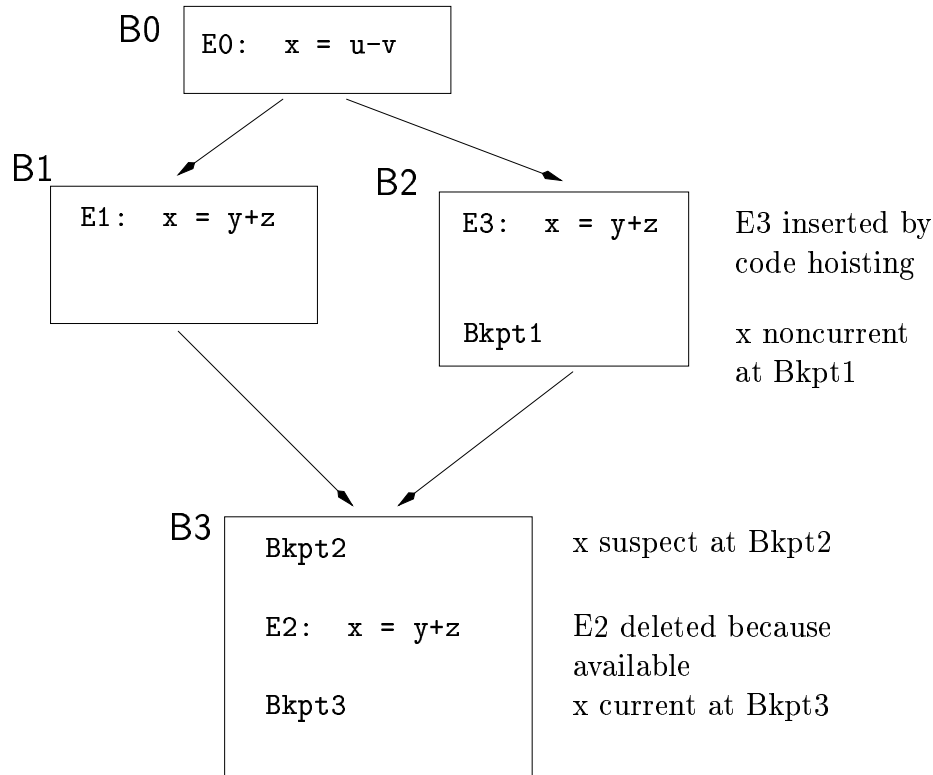 B0
E0: x = u-v
B1
E1: x = y+z
B2
E3: x = y+z
E3 inserted by
code hoisting
Bkpt1
x noncurrent
at Bkpt1
B3
Bkpt2
x suspect at Bkpt2
E2: x = y+z
E2 deleted because
available
Bkpt3
x current at Bkpt3